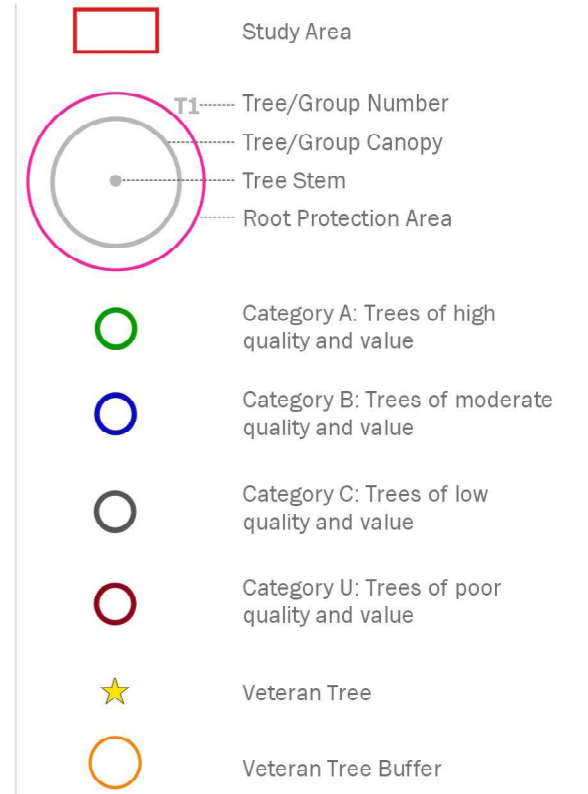 Study Area
T1
Tree/Group Number
Tree/Group Canopy
Tree Stem
Root Protection Area
Category A: Trees of high
quality and value
Category B: Trees of moderate
quality and value
Category C: Trees of low
quality and value
Category U: Trees of poor
quality and value
Veteran Tree
Veteran Tree Buffer